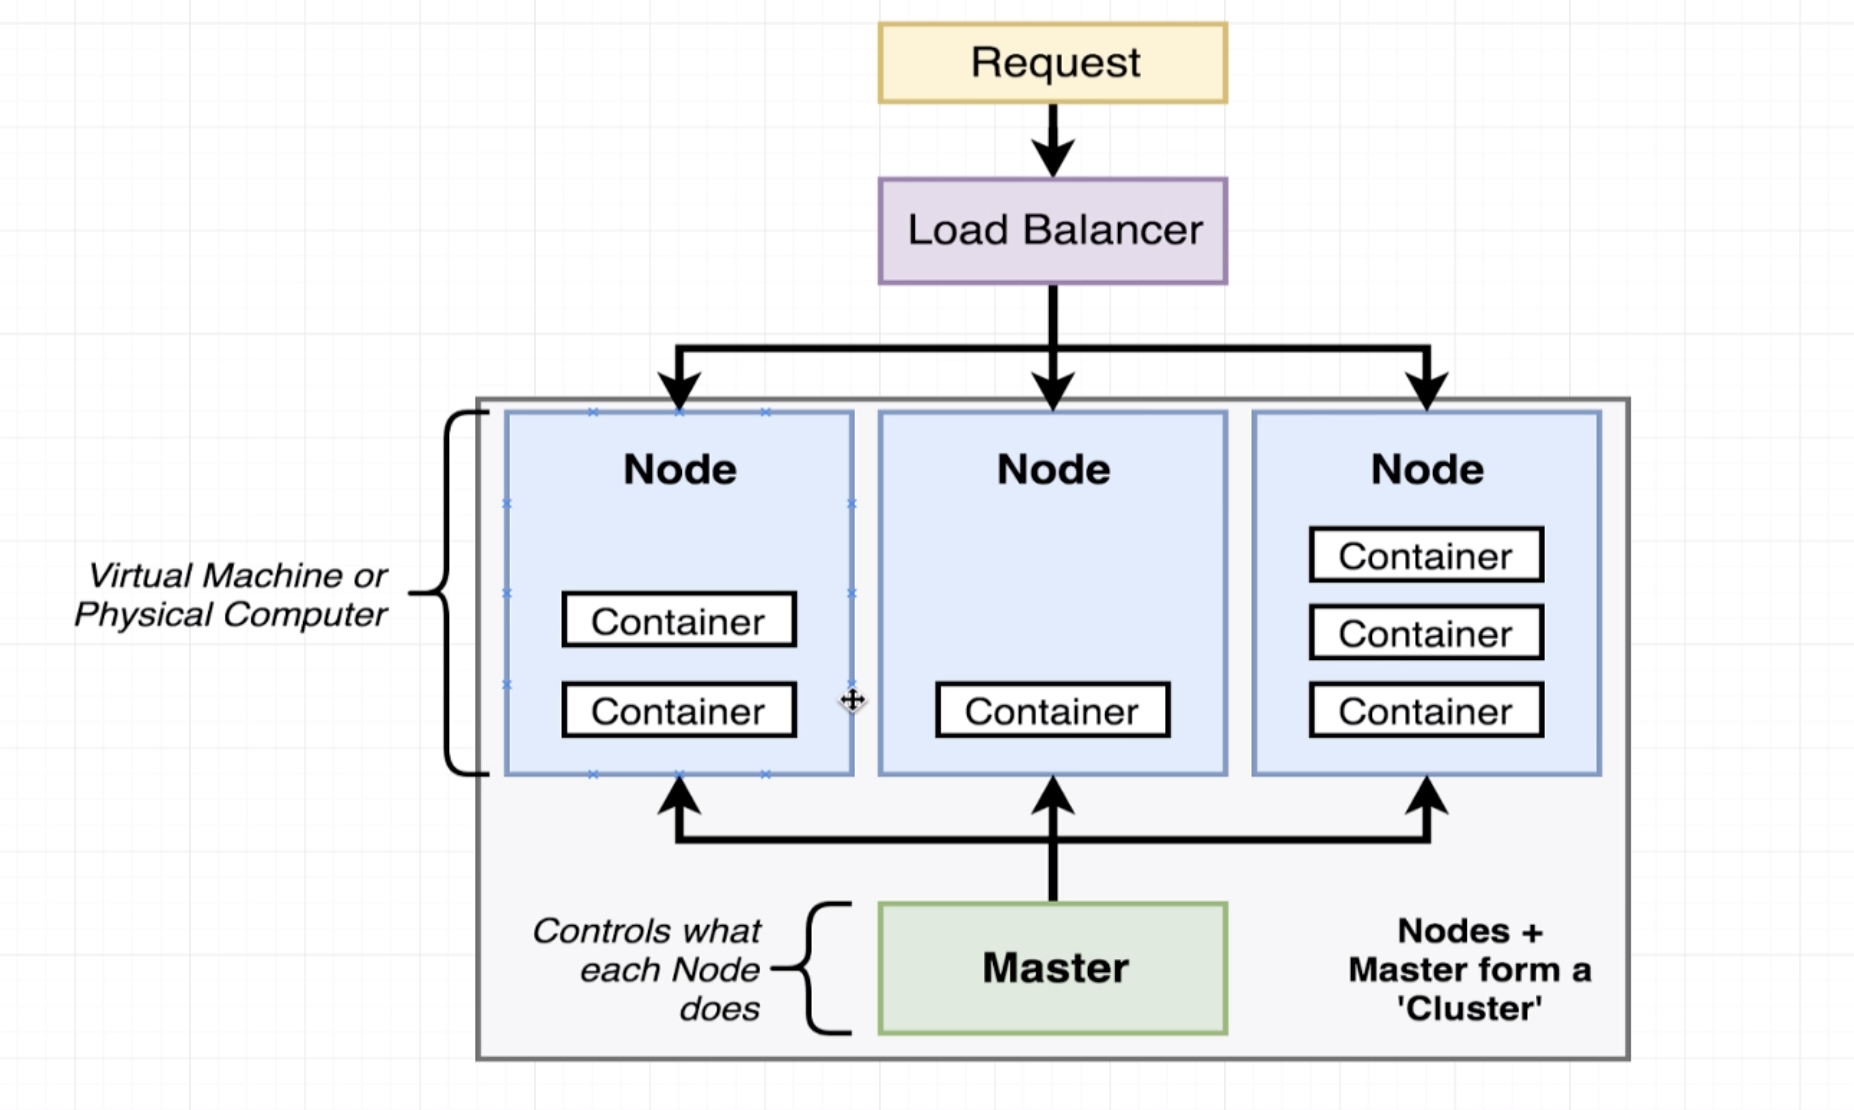 Request
Load Balancer
Node
Node
Node
Container
Container
Container
Container
Container
Container
Virtual Machine or
Physical Computer
Controls what
each Node
does
Master
Nodes +
Master form a
'Cluster'